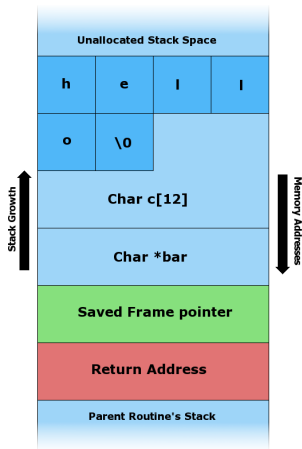 Unallocated Stack Space
h e l l
o \0
Char c[12]
Char *bar
Saved Frame pointer
Return Address
Parent Routine's Stack
Stack Growth
Memory Addresses